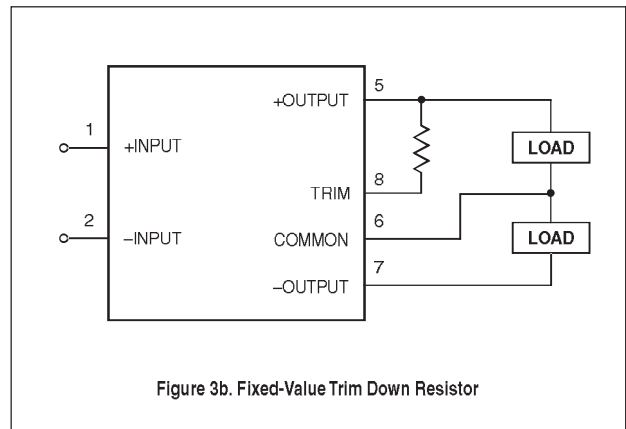 5
+OUTPUT
1
+INPUT
LOAD
8
TRIM
6
2
–INPUT
COMMON
LOAD
7
–OUTPUT
Figure 3b. Fixed-Value Trim Down Resistor